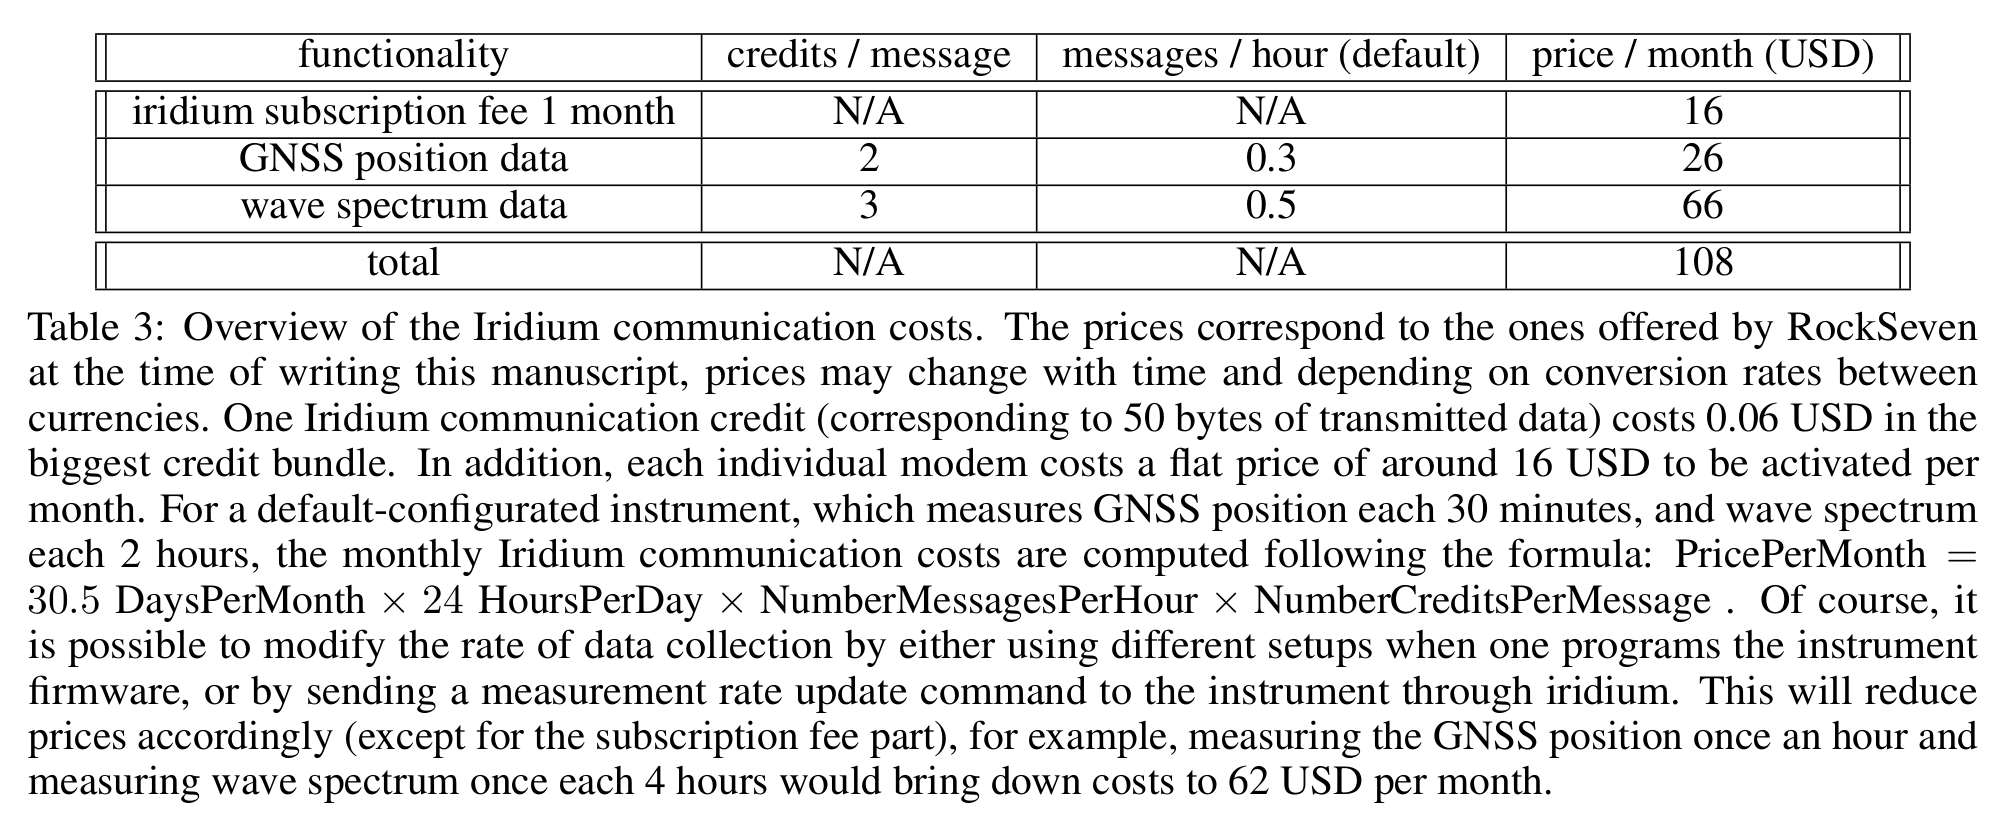 functionality credits / message messages / hour (default) price / month (USD)
iridium subscription fee 1 month N/A N/A 16
GNSS position data 2 0.3 26
wave spectrum data 3 0.5 66
total N/A N/A 108
Table 3: Overview of the Iridium communication costs. The prices correspond to the ones offered by RockSeven
at the time of writing this manuscript, prices may change with time and depending on conversion rates between
currencies. One Iridium communication credit (corresponding to 50 bytes of transmitted data) costs 0.06 USD in the
biggest credit bundle. In addition, each individual modem costs a flat price of around 16 USD to be activated per
month. For a default-configurated instrument, which measures GNSS position each 30 minutes, and wave spectrum
each 2 hours, the monthly Iridium communication costs are computed following the formula: PricePerMonth =
30.5 DaysPerMonth × 24 HoursPerDay × NumberMessagesPerHour × NumberCreditsPerMessage . Of course, it
is possible to modify the rate of data collection by either using different setups when one programs the instrument
firmware, or by sending a measurement rate update command to the instrument through iridium. This will reduce
prices accordingly (except for the subscription fee part), for example, measuring the GNSS position once an hour and
measuring wave spectrum once each 4 hours would bring down costs to 62 USD per month.